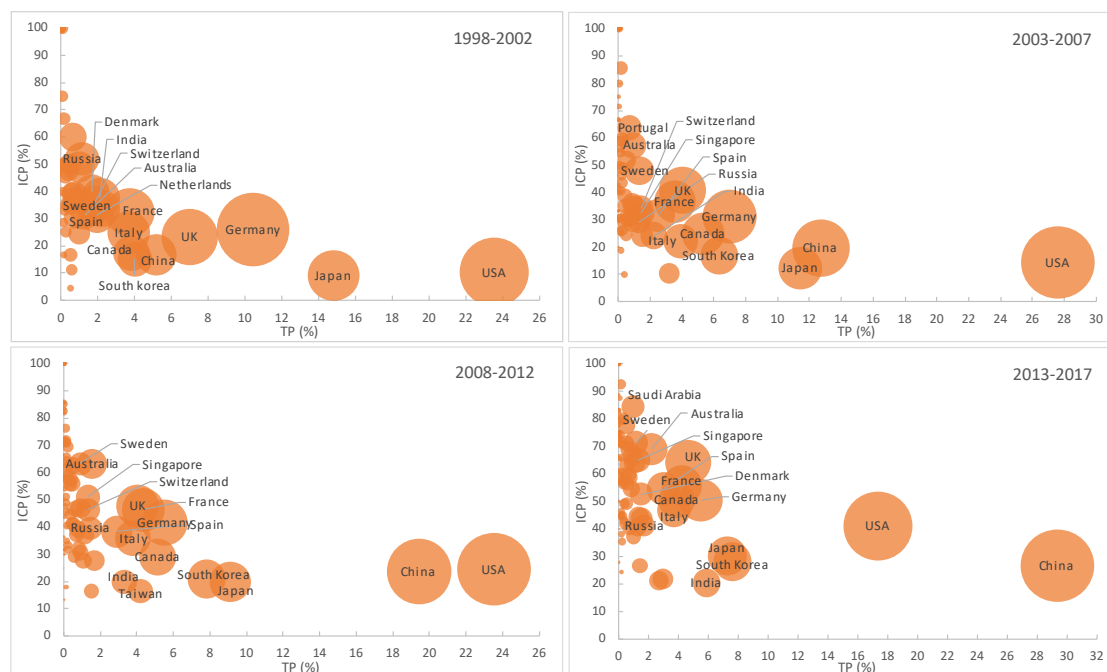 1998-2002
ICP (%)
100
90
80
70
60
50
40
30
20
10
0
Denmark
India
Switzerland
Australia
Netherlands
Russia
Sweden
Spain
France
Italy
Canada
China
South korea
UK
Germany
Japan
USA
0 2 4 6 8 10 12 14 16 18 20 22 24 26
TP (%)
2003-2007
ICP (%)
100
90
80
70
60
50
40
30
20
10
0
Portugal
Australia
Sweden
Switzerland
Singapore
Spain
Russia
India
UK
France
Germany
Canada
Italy
South Korea
China
Japan
USA
0 2 4 6 8 10 12 14 16 18 20 22 24 26 28 30
TP (%)
2008-2012
ICP (%)
100
90
80
70
60
50
40
30
20
10
0
Sweden
Australia
Singapore
Switzerland
UK
France
Germany
Spain
Russia
Italy
Canada
India
Taiwan
South Korea
Japan
China
USA
0 2 4 6 8 10 12 14 16 18 20 22 24 26
TP (%)
2013-2017
ICP (%)
100
90
80
70
60
50
40
30
20
10
0
Saudi Arabia
Sweden
Australia
Singapore
UK
Spain
France
Denmark
Canada
Germany
Italy
Russia
Japan
South Korea
India
USA
China
0 2 4 6 8 10 12 14 16 18 20 22 24 26 28 30 32
TP (%)